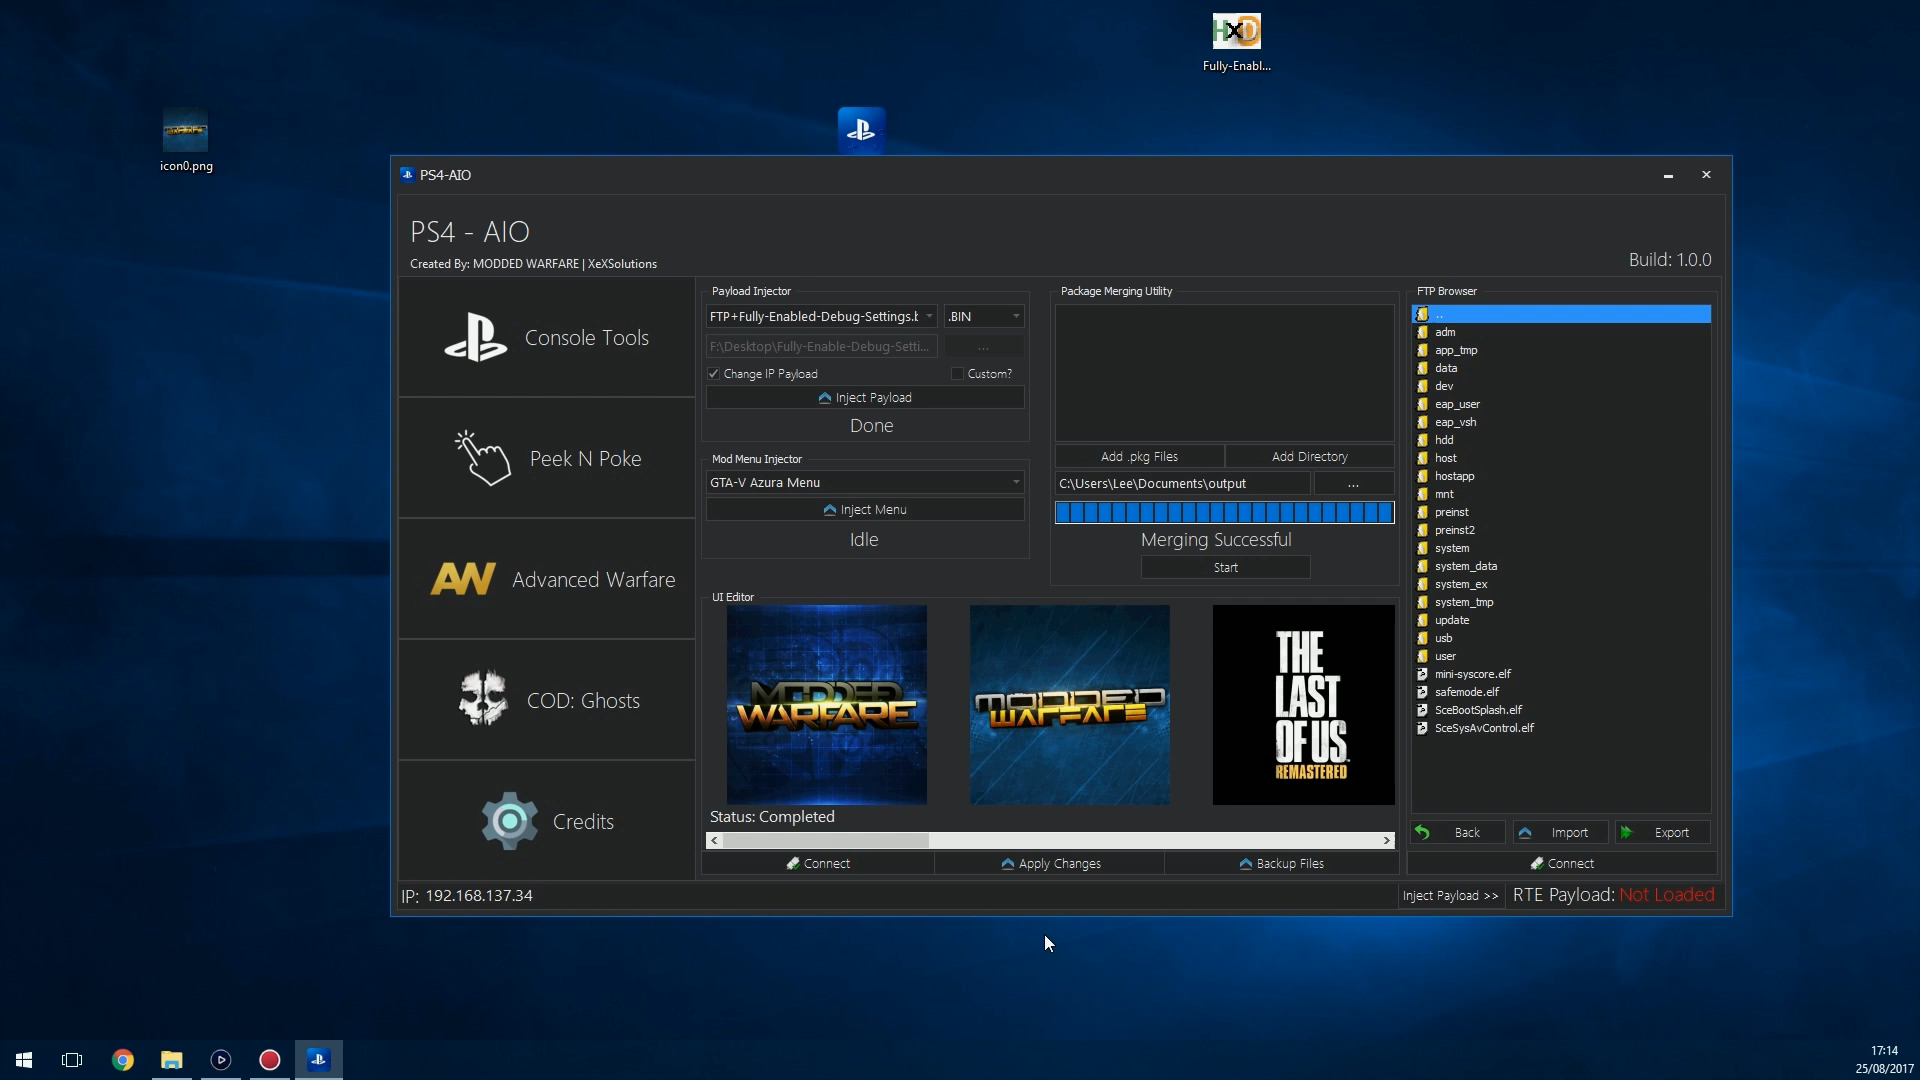 HxD
Fully-Enabl...
icon0.png
PS4-AIO
PS4 - AIO
Created By: MODDED WARFARE | XeXSolutions
Build: 1.0.0
Console Tools
Peek N Poke
AW Advanced Warfare
COD: Ghosts
Credits
Payload Injector
FTP+Fully-Enabled-Debug-Settings.b
.BIN
F:\Desktop\Fully-Enable-Debug-Setti...
...
Change IP Payload
Custom?
Inject Payload
Done
Mod Menu Injector
GTA-V Azura Menu
Inject Menu
Idle
Package Merging Utility
Add .pkg Files
Add Directory
C:\Users\Lee\Documents\output
...
Merging Successful
Start
UI Editor
MODDED
WARFARE
MODDED
WARFARE
THE
LAST
OF US
REMASTERED
Status: Completed
Connect
Apply Changes
Backup Files
FTP Browser
..
adm
app_tmp
data
dev
eap_user
eap_vsh
hdd
host
hostapp
mnt
preinst
preinst2
system
system_data
system_ex
system_tmp
update
usb
user
mini-syscore.elf
safemode.elf
SceBootSplash.elf
SceSysAvControl.elf
Back
Import
Export
Connect
IP: 192.168.137.34
Inject Payload >>
RTE Payload: Not Loaded
17:14
25/08/2017